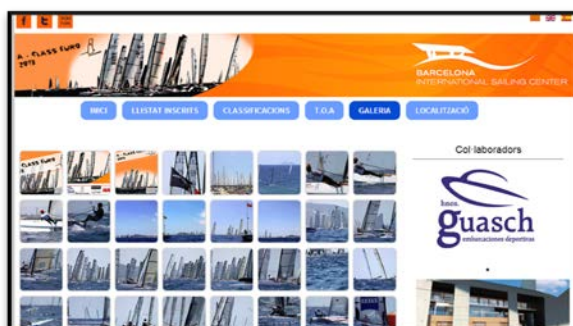 A - CLASS EURO
2013
BARCELONA
INTERNATIONAL SAILING CENTER
INICI
LLISTAT INSCRITS
CLASSIFICACIONS
T.O.A
GALERIA
LOCALITZACIÓ
Col·laboradors
hnos.
guasch
embarcaciones deportivas